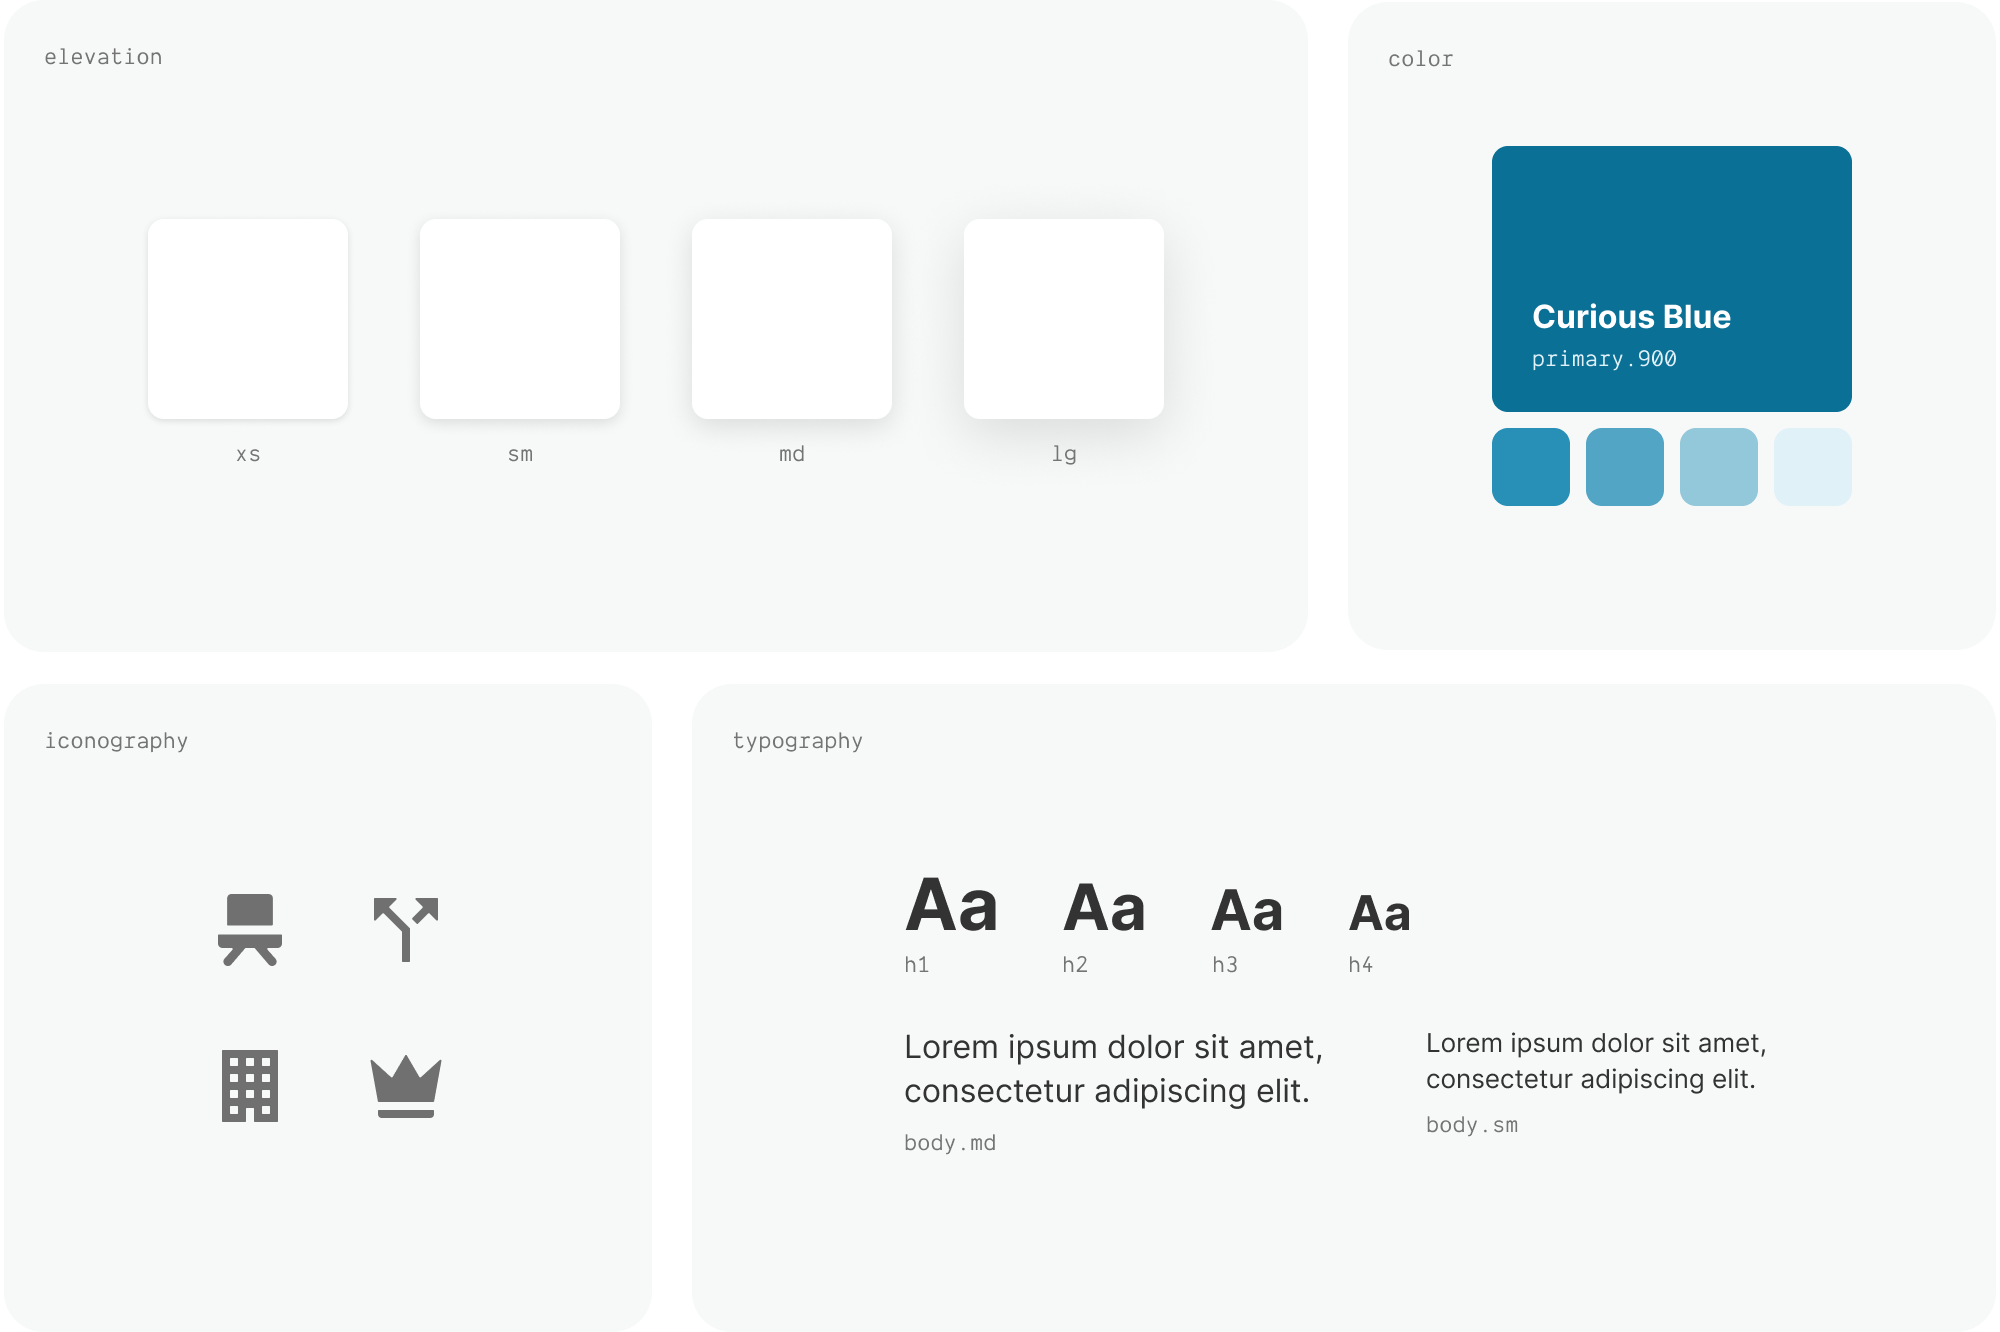 elevation
xs
sm
md
lg
color
Curious Blue
primary.900
iconography
typography
Aa
h1
Aa
h2
Aa
h3
Aa
h4
Lorem ipsum dolor sit amet,
consectetur adipiscing elit.
body.md
Lorem ipsum dolor sit amet,
consectetur adipiscing elit.
body.sm